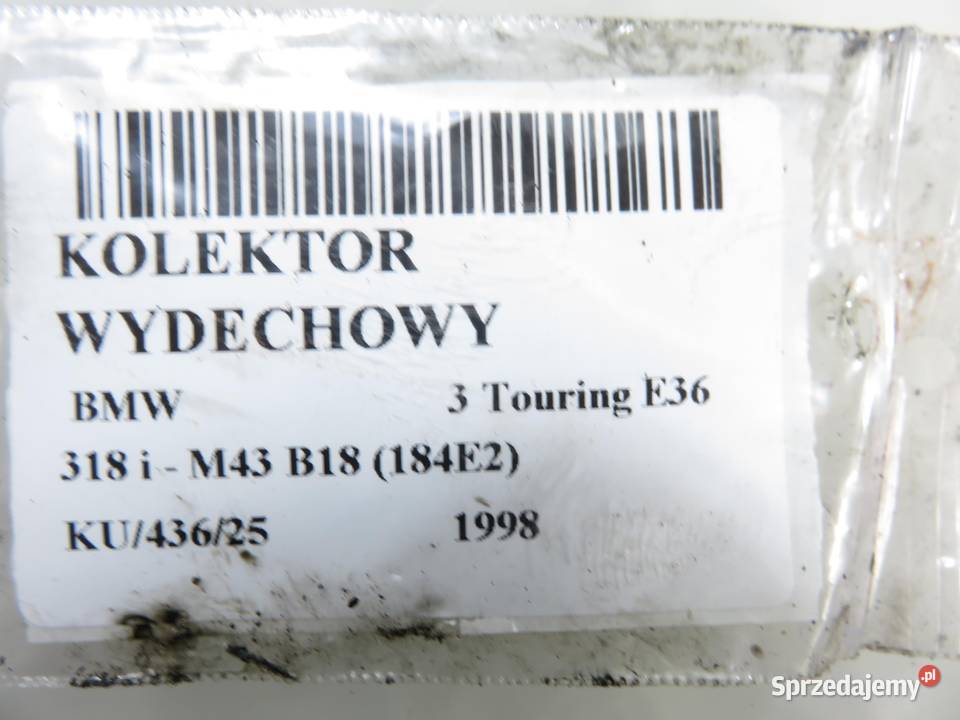 KOLEKTOR
WYDECHOWY
BMW 3 Touring E36
318 i - M43 B18 (184E2)
KU/436/25 1998
Sprzedajemy.pl